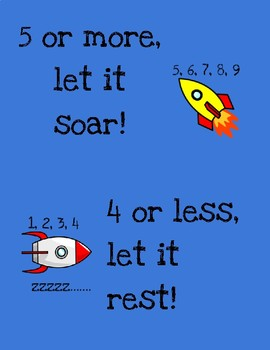 5 or more,
let it
soar!
5, 6, 7, 8, 9
1, 2, 3, 4
4 or less,
let it
rest!
zzzzz.......